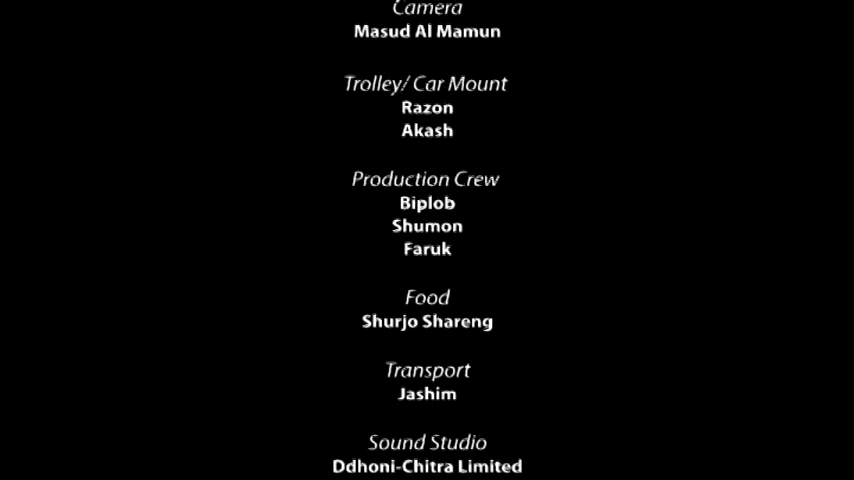 Camera
Masud Al Mamun
Trolley/ Car Mount
Razon
Akash
Production Crew
Biplob
Shumon
Faruk
Food
Shurjo Shareng
Transport
Jashim
Sound Studio
Ddhoni-Chitra Limited